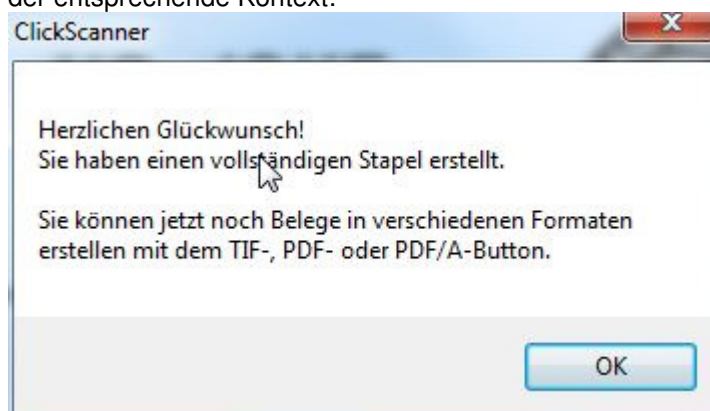 der entsprechende Kontext.
ClickScanner
Herzlichen Glückwunsch!
Sie haben einen vollständigen Stapel erstellt.
Sie können jetzt noch Belege in verschiedenen Formaten
erstellen mit dem TIF-, PDF- oder PDF/A-Button.
OK